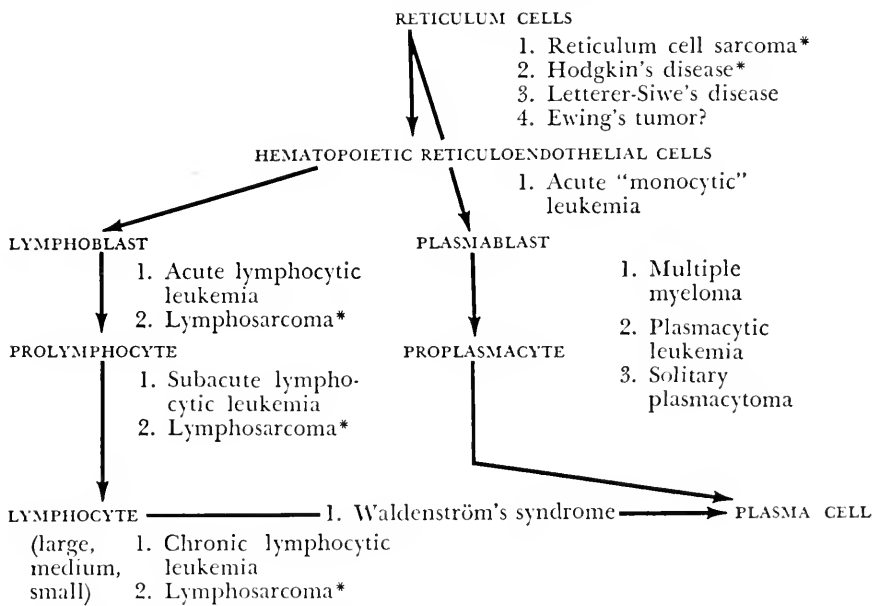 RETICULUM CELLS
1. Reticulum cell sarcoma*
2. Hodgkin's disease*
3. Letterer-Siwe's disease
4. Ewing's tumor?
HEMATOPOIETIC RETICULOENDOTHELIAL CELLS
1. Acute "monocytic"
leukemia
LYMPHOBLAST
1. Acute lymphocytic
leukemia
2. Lymphosarcoma*
PLASMABLAST
1. Multiple
myeloma
2. Plasmacytic
leukemia
3. Solitary
plasmacytoma
PROLYMPHOCYTE
1. Subacute lympho-
cytic leukemia
2. Lymphosarcoma*
PROPLASMACYTE
LYMPHOCYTE
1. Waldenström's syndrome
PLASMA CELL
(large,
medium,
small)
1. Chronic lymphocytic
leukemia
2. Lymphosarcoma*